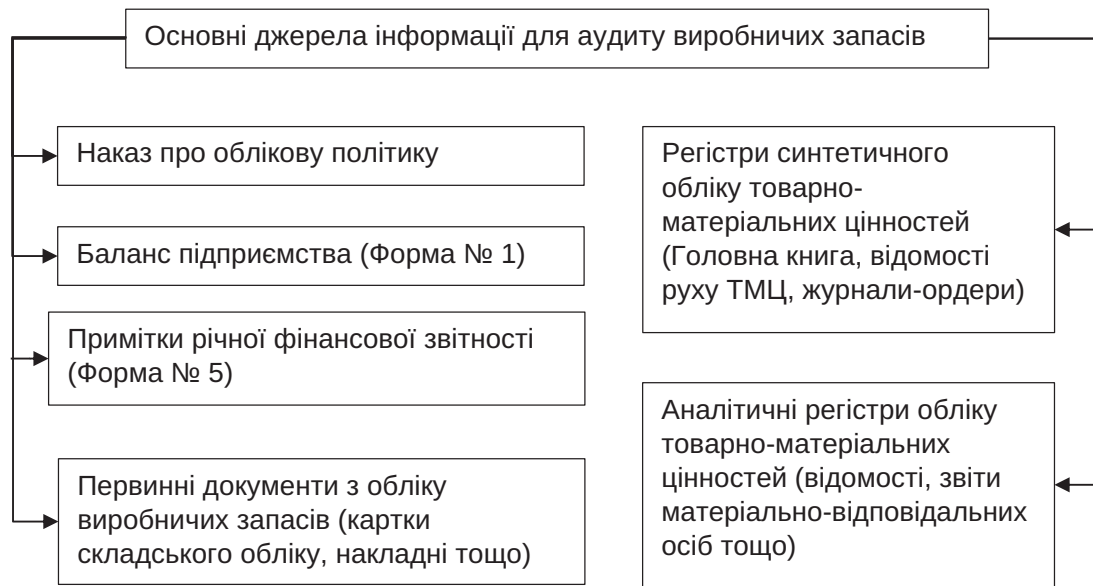 Основні джерела інформації для аудиту виробничих запасів
Наказ про облікову політику
Баланс підприємства (Форма № 1)
Примітки річної фінансової звітності
(Форма № 5)
Первинні документи з обліку
виробничих запасів (картки
складського обліку, накладні тощо)
Регістри синтетичного
обліку товарно-
матеріальних цінностей
(Головна книга, відомості
руху ТМЦ, журнали-ордери)
Аналітичні регістри обліку
товарно-матеріальних
цінностей (відомості, звіти
матеріально-відповідальних
осіб тощо)